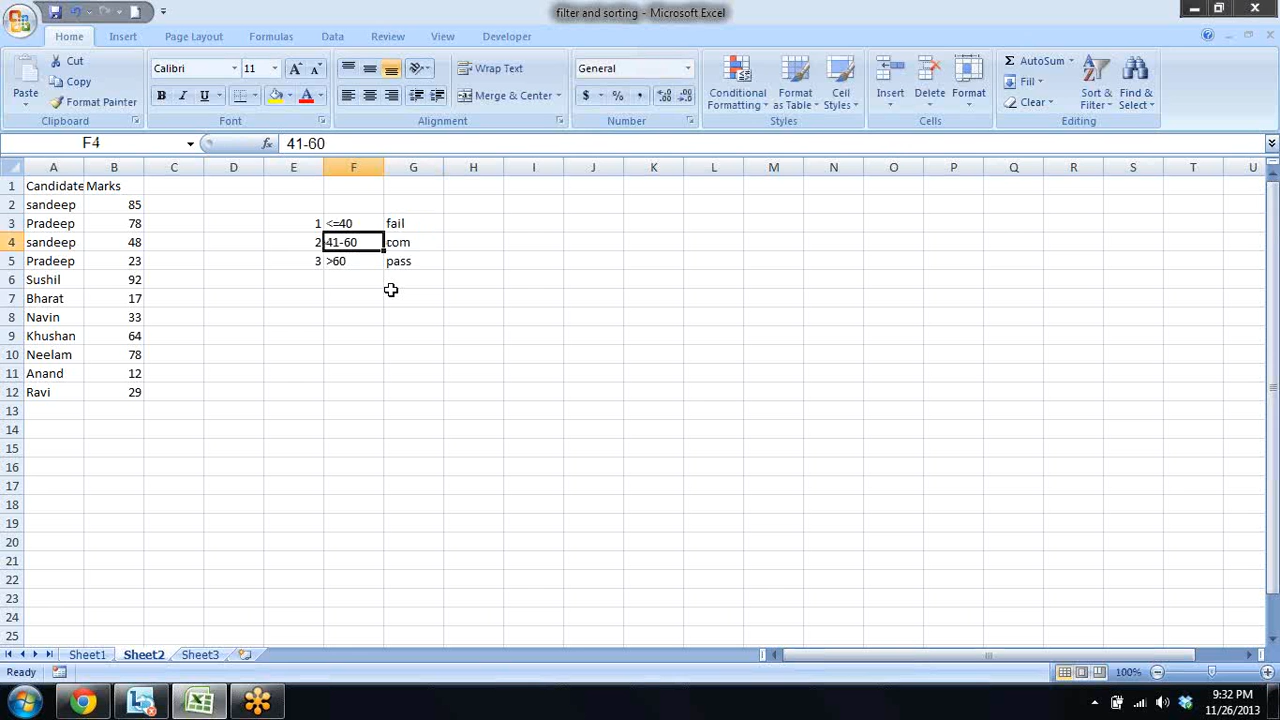 filter and sorting - Microsoft Excel
Home Insert Page Layout Formulas Data Review View Developer
Paste
Cut
Copy
Format Painter
Clipboard
Calibri 11
B I U
Font
Wrap Text
Merge & Center
Alignment
General
$ % ,
Number
Conditional Formatting
Format as Table
Cell Styles
Styles
Insert Delete Format
Cells
Σ AutoSum
Fill
Clear
Sort & Filter
Find & Select
Editing
F4 fx 41-60
A B C D E F G H I J K L M N O P Q R S T U
1 Candidate Marks
2 sandeep 85
3 Pradeep 78 1 <=40 fail
4 sandeep 48 2 41-60 com
5 Pradeep 23 3 >60 pass
6 Sushil 92
7 Bharat 17
8 Navin 33
9 Khushan 64
10 Neelam 78
11 Anand 12
12 Ravi 29
13
14
15
16
17
18
19
20
21
22
23
24
25
Sheet1 Sheet2 Sheet3
Ready 100%
9:32 PM
11/26/2013